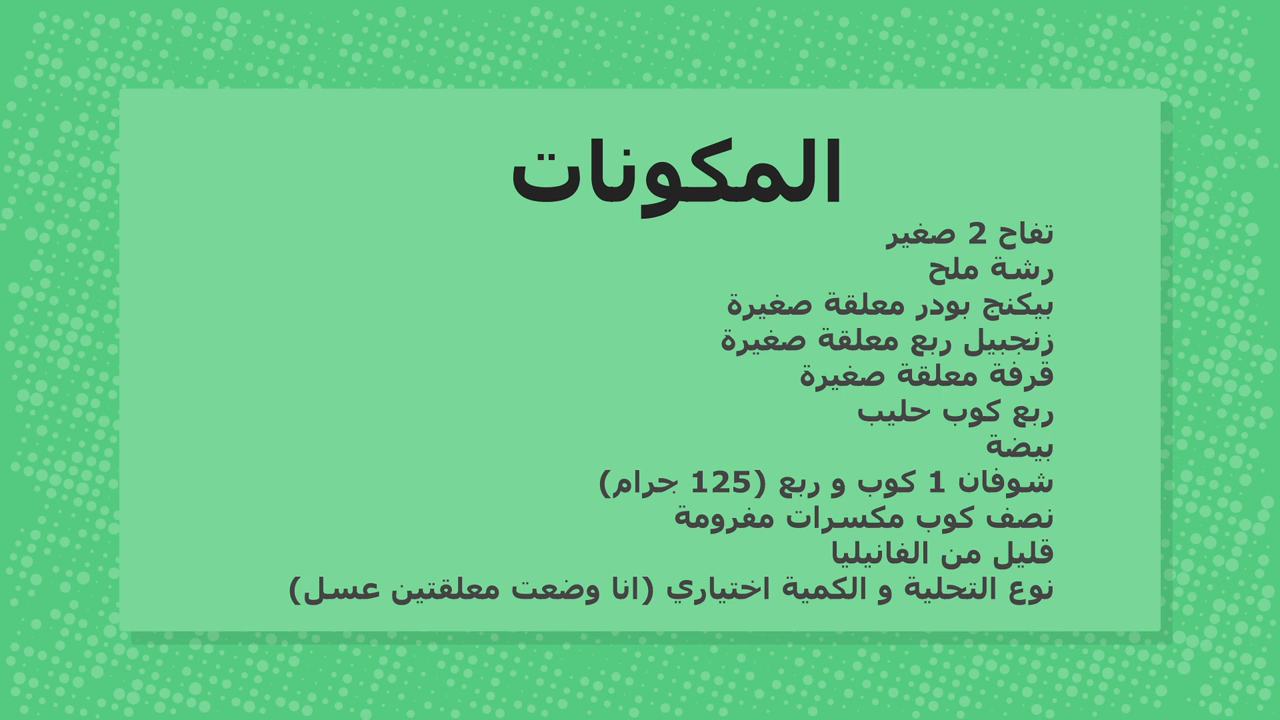 المكونات
تفاح 2 صغير
رشة ملح
بيكنج بودر معلقة صغيرة
زنجبيل ربع معلقة صغيرة
قرفة معلقة صغيرة
ربع كوب حليب
بيضة
شوفان 1 كوب و ربع (125 جرام)
نصف كوب مكسرات مفرومة
قليل من الفانيليا
نوع التحلية و الكمية اختياري (انا وضعت معلقتين عسل)